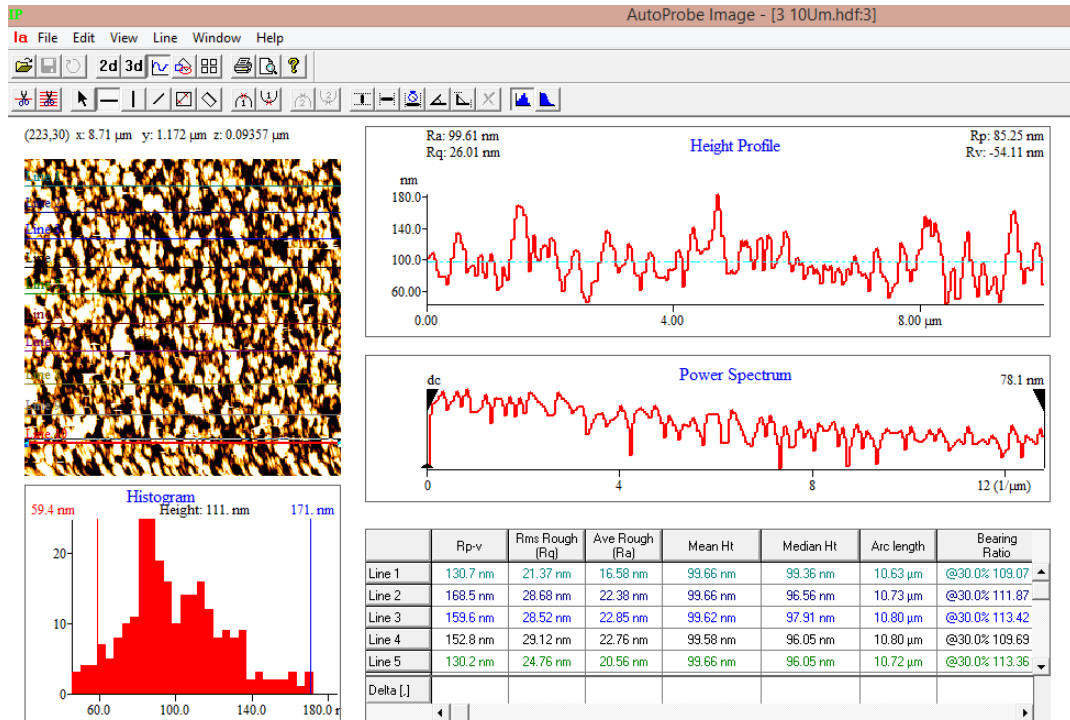 IP AutoProbe Image - [3 10Um.hdf:3]
Ia File Edit View Line Window Help
2d 3d
(223,30) x: 8.71 µm y: 1.172 µm z: 0.09357 µm
Line
Line
Line
Line
Line
Line
Line 10
Ra: 99.61 nm
Rq: 26.01 nm
Height Profile
Rp: 85.25 nm
Rv: -54.11 nm
nm
180.0
140.0
100.0
60.00
0.00 4.00 8.00 µm
Power Spectrum
dc
78.1 nm
0 4 8 12 (1/µm)
Histogram
59.4 nm Height: 111. nm 171. nm
20
10
0
60.0 100.0 140.0 180.0
Rp-v Rms Rough (Rq) Ave Rough (Ra) Mean Ht Median Ht Arc length Bearing Ratio
Line 1 130.7 nm 21.37 nm 16.58 nm 99.66 nm 99.36 nm 10.63 µm @30.0% 109.07
Line 2 168.5 nm 28.68 nm 22.38 nm 99.66 nm 96.56 nm 10.73 µm @30.0% 111.87
Line 3 159.6 nm 28.52 nm 22.85 nm 99.62 nm 97.91 nm 10.80 µm @30.0% 113.42
Line 4 152.8 nm 29.12 nm 22.76 nm 99.58 nm 96.05 nm 10.80 µm @30.0% 109.69
Line 5 130.2 nm 24.76 nm 20.56 nm 99.66 nm 96.05 nm 10.72 µm @30.0% 113.36
Delta [.]